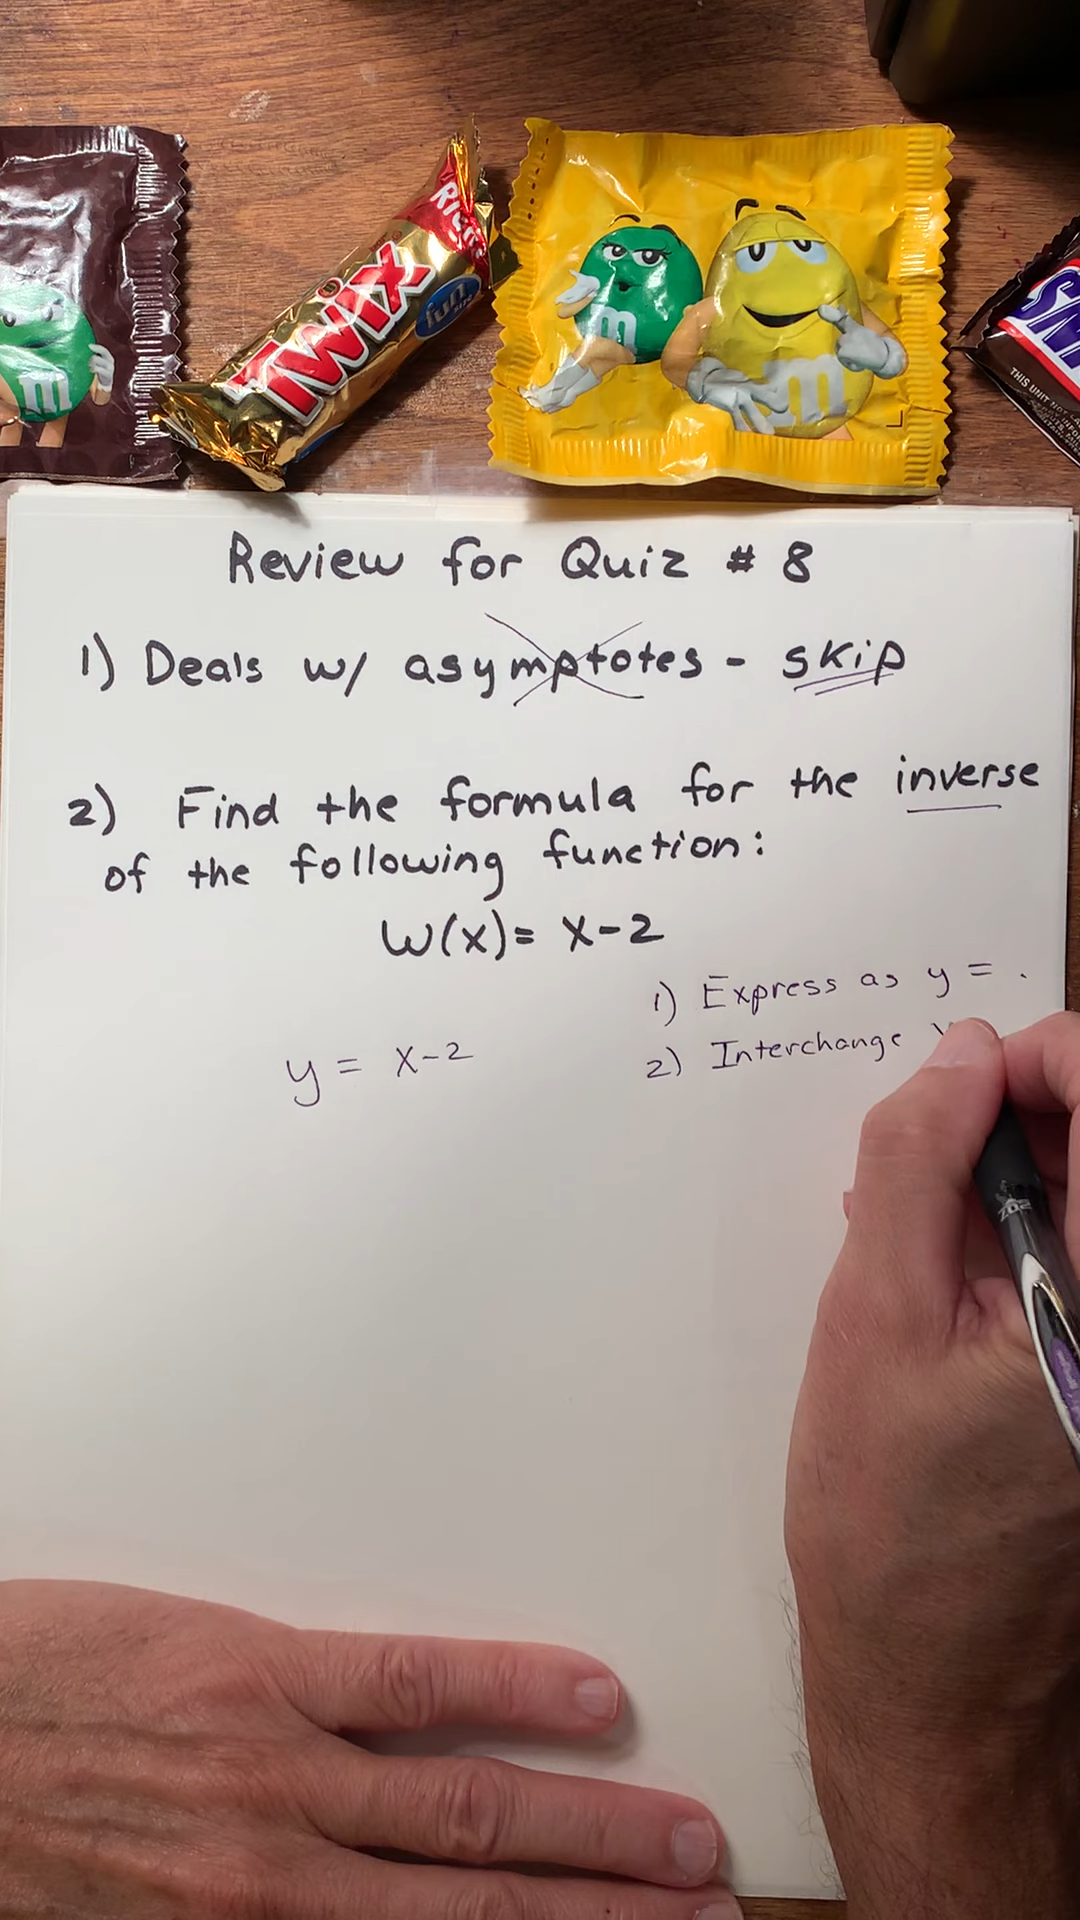 RICH
TWIX
fun
SIZE
m
m
m
THIS UNIT NOT
Review for Quiz # 8
1) Deals w/ asymptotes - skip
2) Find the formula for the inverse
of the following function:
W(x)= x-2
1) Express as y = .
y = x-2
2) Interchange